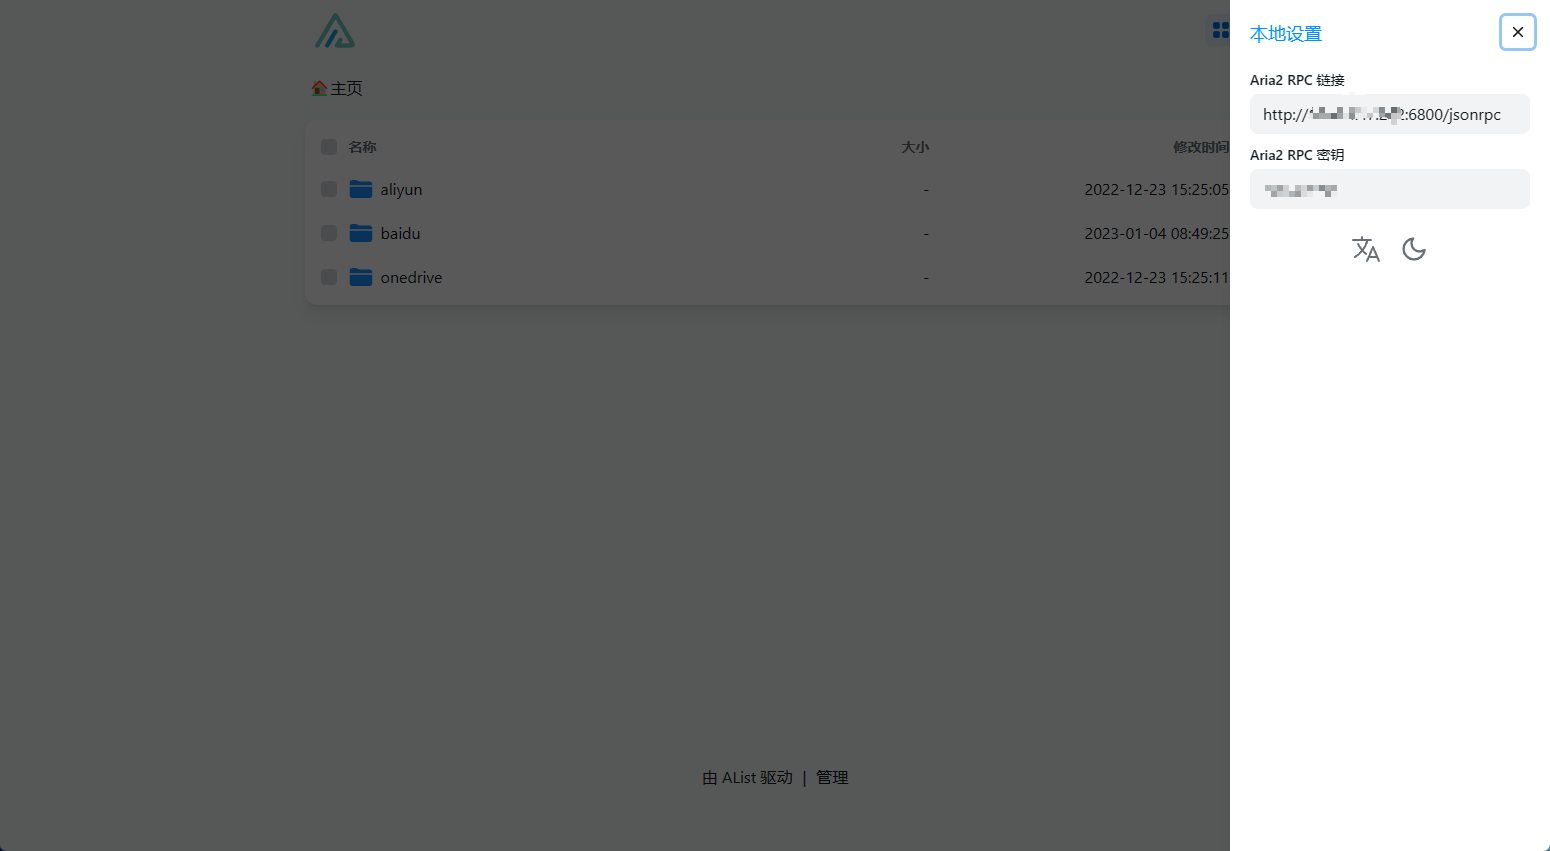 主页
名称 大小 修改时间
aliyun - 2022-12-23 15:25:05
baidu - 2023-01-04 08:49:25
onedrive - 2022-12-23 15:25:11
由 AList 驱动 | 管理
本地设置
Aria2 RPC 链接
http:// :6800/jsonrpc
Aria2 RPC 密钥